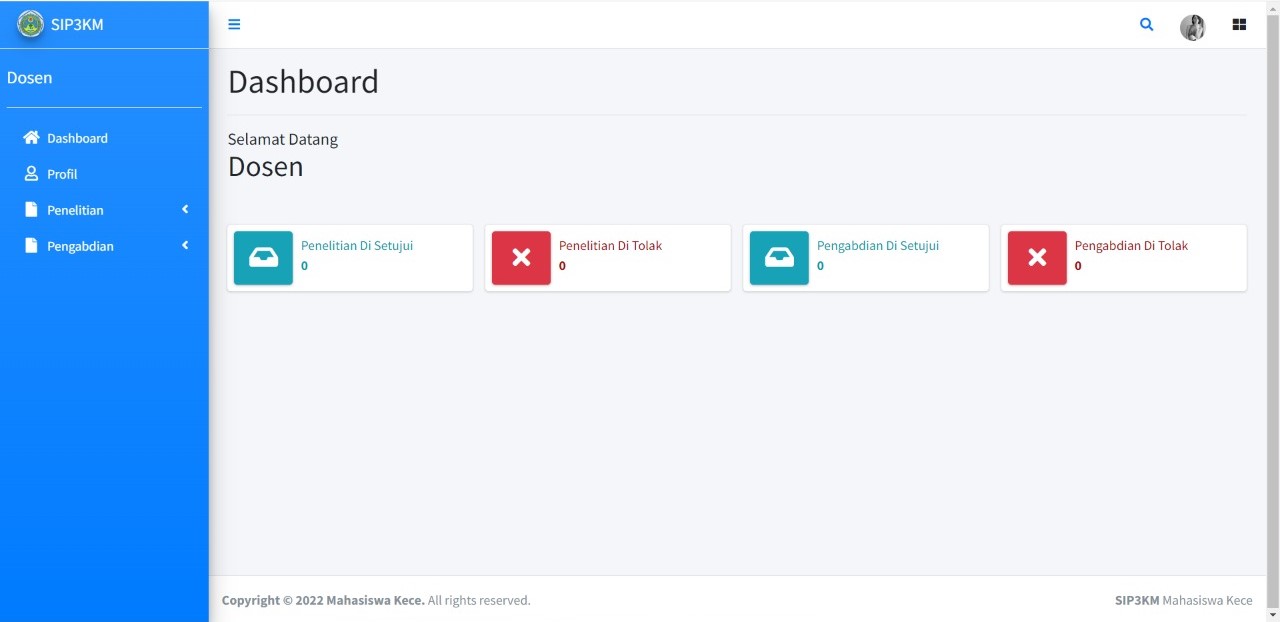 SIP3KM
Dosen
Dashboard
Profil
Penelitian
Pengabdian
Dashboard
Selamat Datang
Dosen
Penelitian Di Setujui
0
Penelitian Di Tolak
0
Pengabdian Di Setujui
0
Pengabdian Di Tolak
0
Copyright © 2022 Mahasiswa Kece. All rights reserved.
SIP3KM Mahasiswa Kece